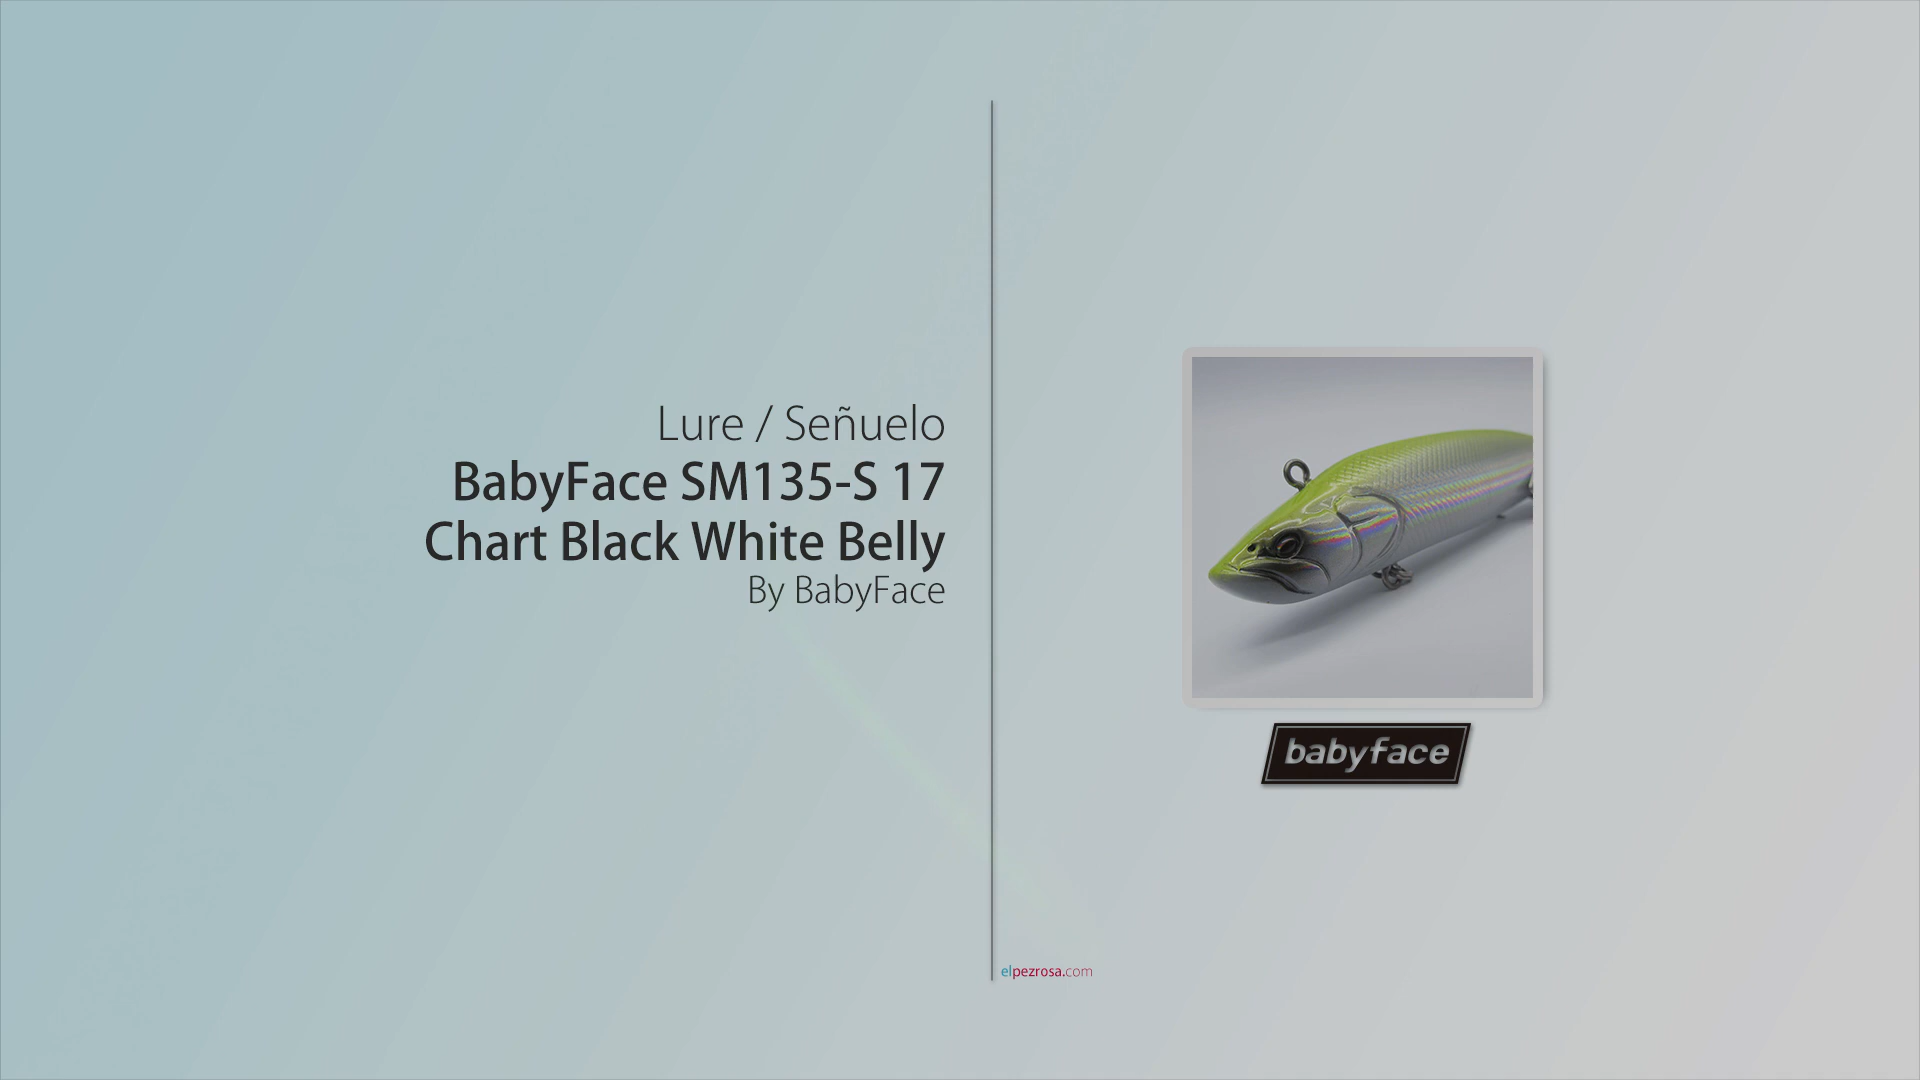 Lure / Señuelo
BabyFace SM135-S 17
Chart Black White Belly
By BabyFace
babyface
elpezrosa.com